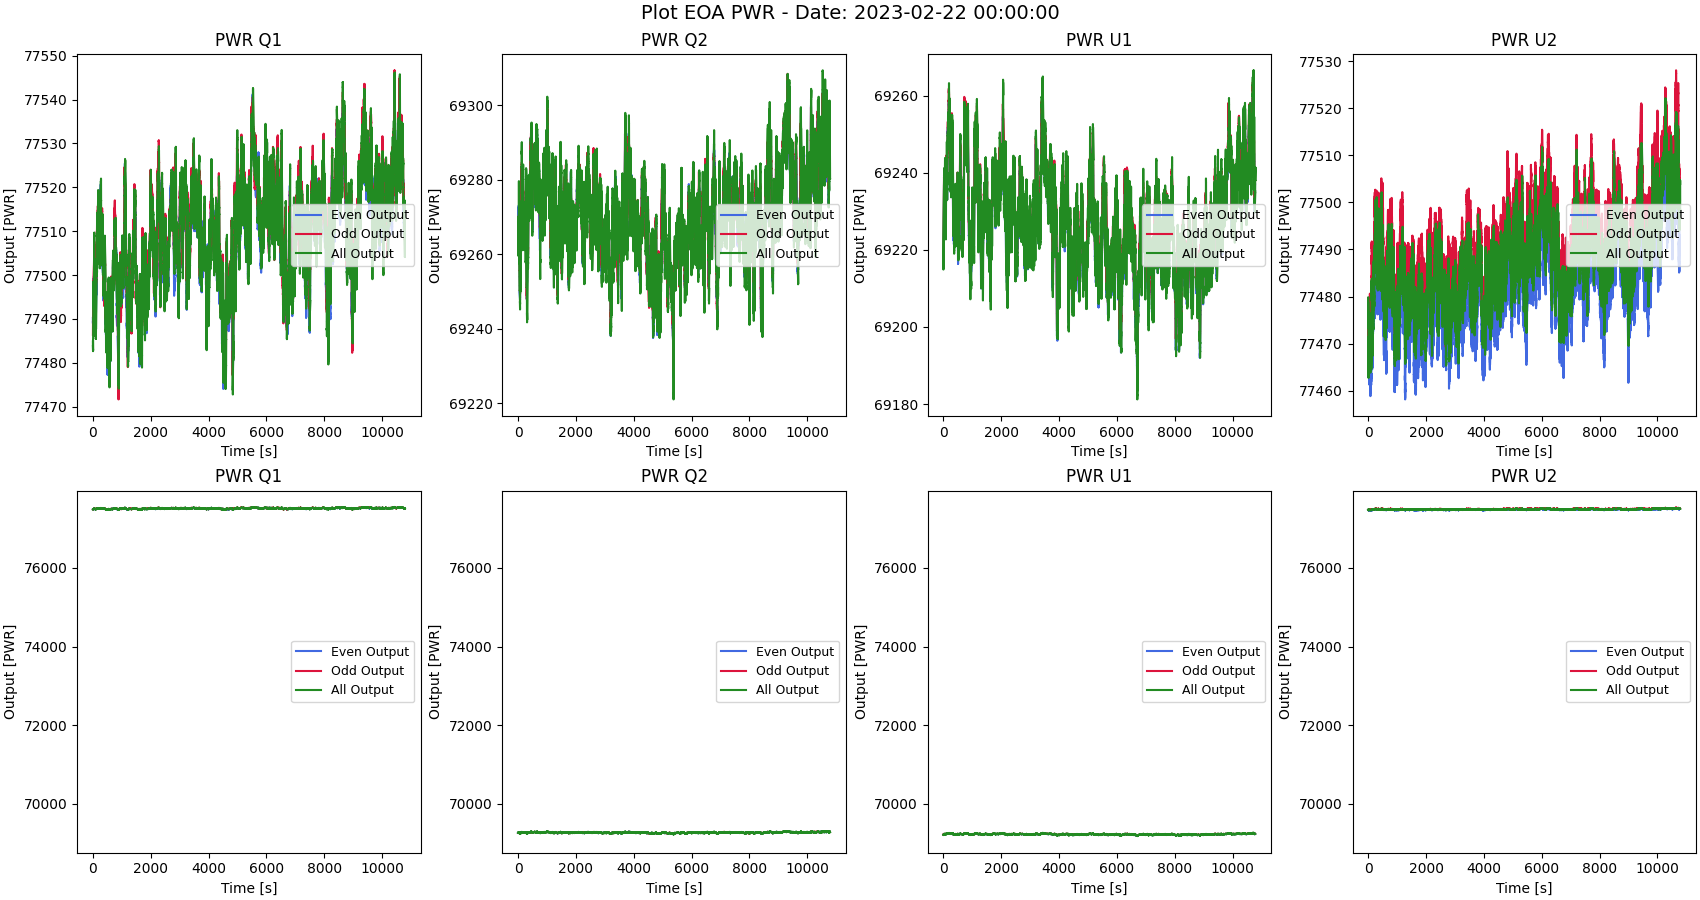 Plot EOA PWR - Date: 2023-02-22 00:00:00
PWR Q1
77550
77540
77530
77520
77510
77500
77490
77480
77470
Output [PWR]
0 2000 4000 6000 8000 10000
Time [s]
Even Output
Odd Output
All Output
PWR Q2
69300
69280
69260
69240
69220
Output [PWR]
0 2000 4000 6000 8000 10000
Time [s]
Even Output
Odd Output
All Output
PWR U1
69260
69240
69220
69200
69180
Output [PWR]
0 2000 4000 6000 8000 10000
Time [s]
Even Output
Odd Output
All Output
PWR U2
77530
77520
77510
77500
77490
77480
77470
77460
Output [PWR]
0 2000 4000 6000 8000 10000
Time [s]
Even Output
Odd Output
All Output
PWR Q1
76000
74000
72000
70000
Output [PWR]
0 2000 4000 6000 8000 10000
Time [s]
Even Output
Odd Output
All Output
PWR Q2
76000
74000
72000
70000
Output [PWR]
0 2000 4000 6000 8000 10000
Time [s]
Even Output
Odd Output
All Output
PWR U1
76000
74000
72000
70000
Output [PWR]
0 2000 4000 6000 8000 10000
Time [s]
Even Output
Odd Output
All Output
PWR U2
76000
74000
72000
70000
Output [PWR]
0 2000 4000 6000 8000 10000
Time [s]
Even Output
Odd Output
All Output